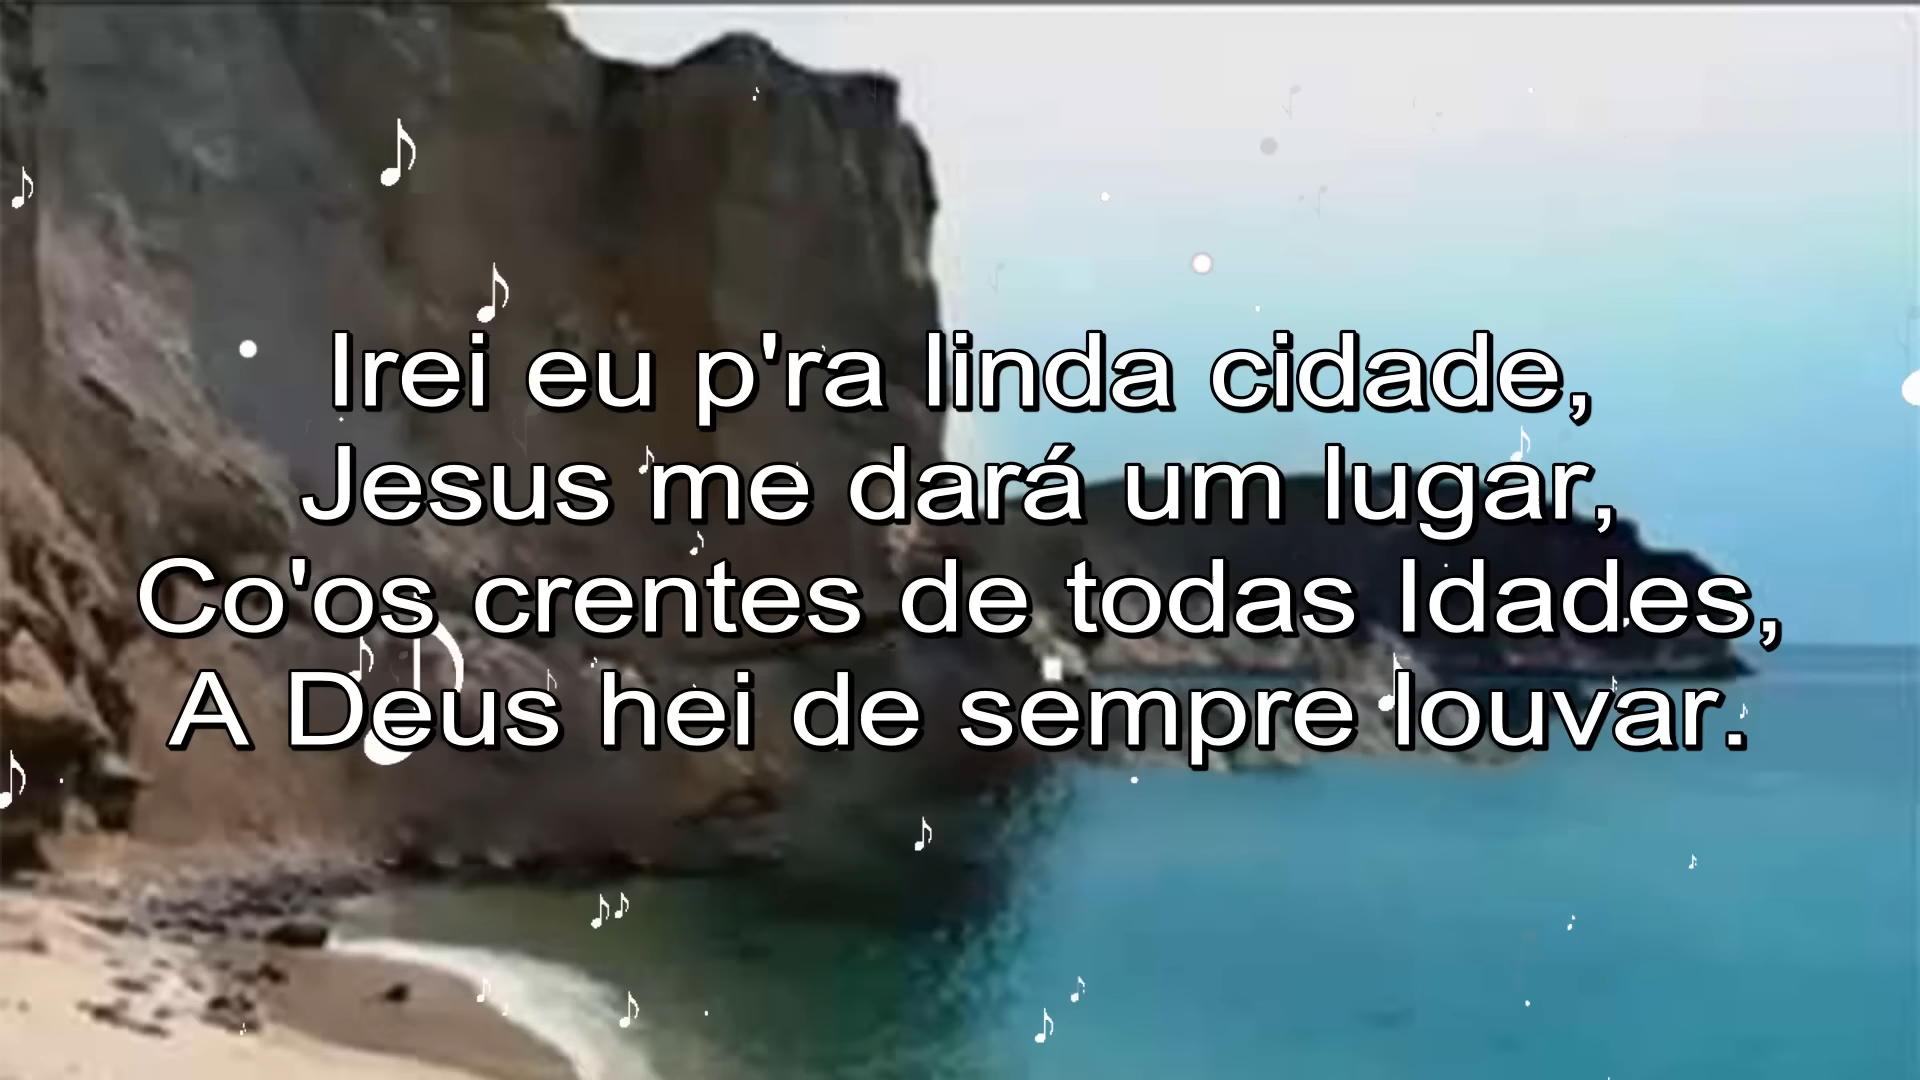 Irei eu p'ra linda cidade,
Jesus me dará um lugar,
Co'os crentes de todas Idades,
A Deus hei de sempre louvar.